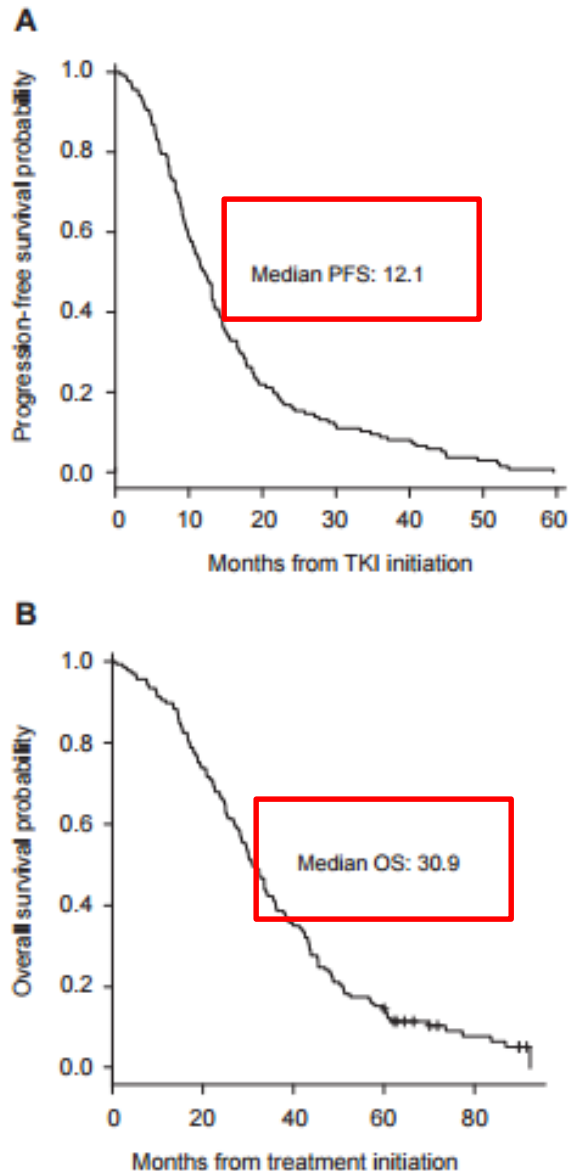 A
Progression-free survival probability
1.0
0.8
0.6
0.4
0.2
0.0
Median PFS: 12.1
0 10 20 30 40 50 60
Months from TKI initiation
B
Overall survival probability
1.0
0.8
0.6
0.4
0.2
0.0
Median OS: 30.9
0 20 40 60 80
Months from treatment initiation